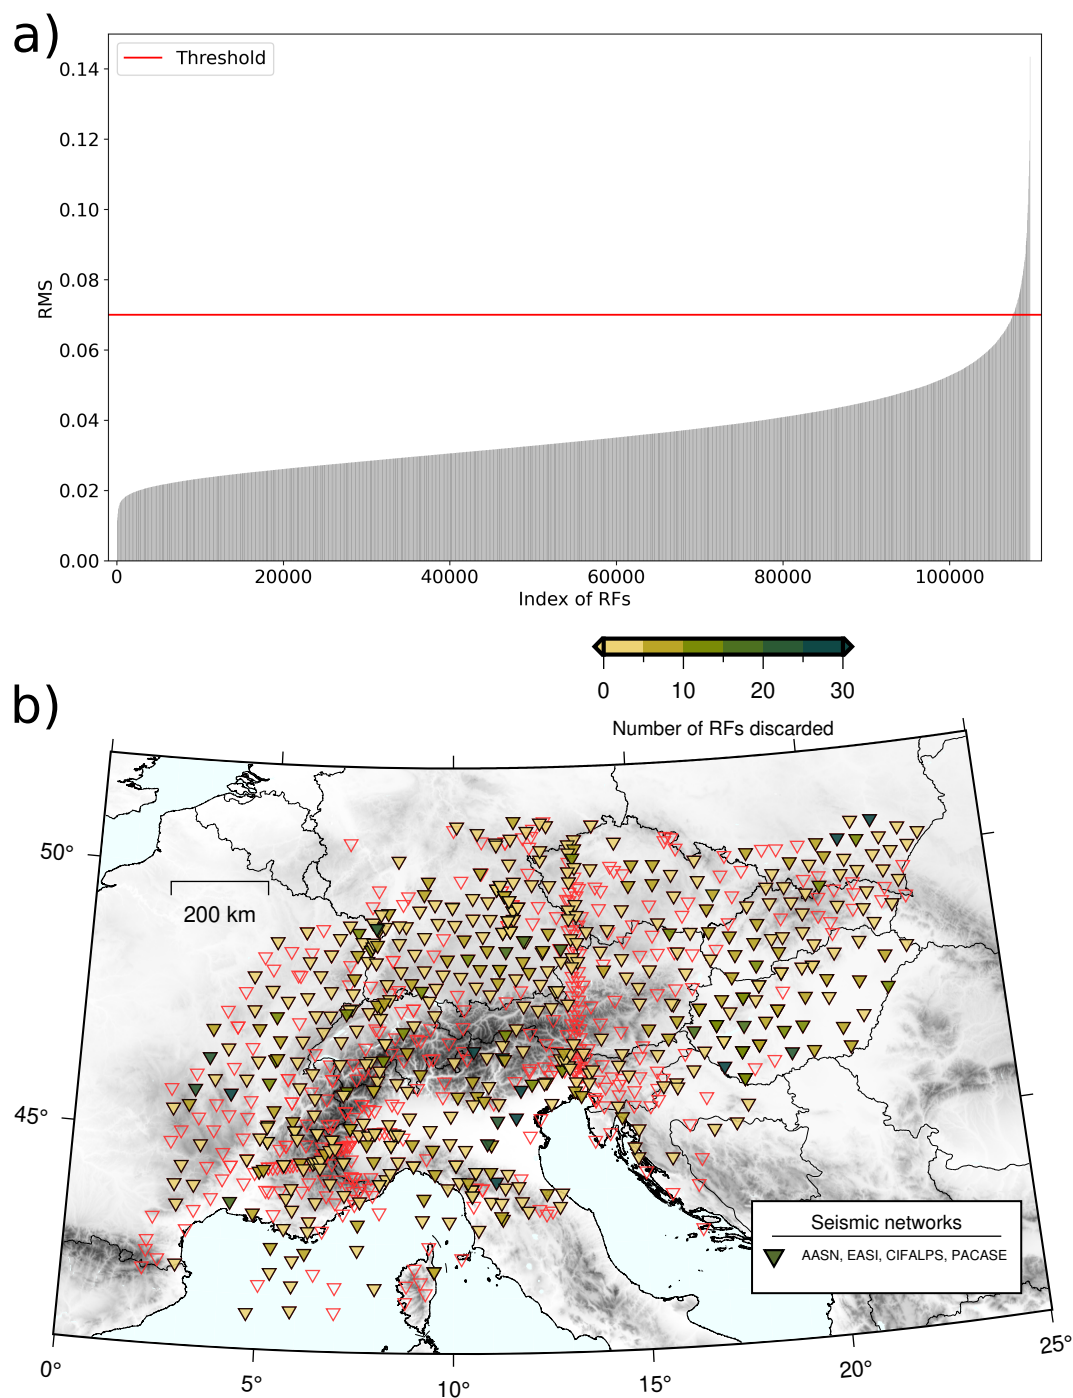 a)
Threshold
0.14
0.12
0.10
0.08
0.06
0.04
0.02
0.00
RMS
0 20000 40000 60000 80000 100000
Index of RFs
0 10 20 30
Number of RFs discarded
b)
50°
200 km
45°
Seismic networks
AASN, EASI, CIFALPS, PACASE
0° 5° 10° 15° 20° 25°